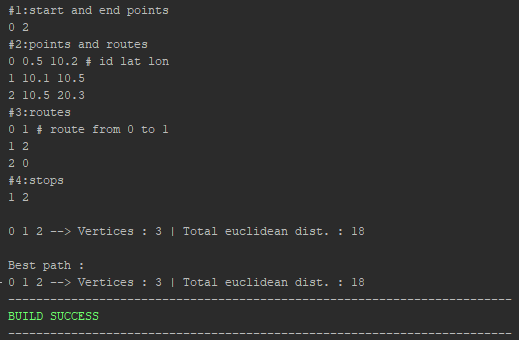 #1:start and end points
0 2
#2:points and routes
0 0.5 10.2 # id lat lon
1 10.1 10.5
2 10.5 20.3
#3:routes
0 1 # route from 0 to 1
1 2
2 0
#4:stops
1 2
0 1 2 --> Vertices : 3 | Total euclidean dist. : 18
Best path :
0 1 2 --> Vertices : 3 | Total euclidean dist. : 18
------------------------------------------------------------------------
BUILD SUCCESS
------------------------------------------------------------------------